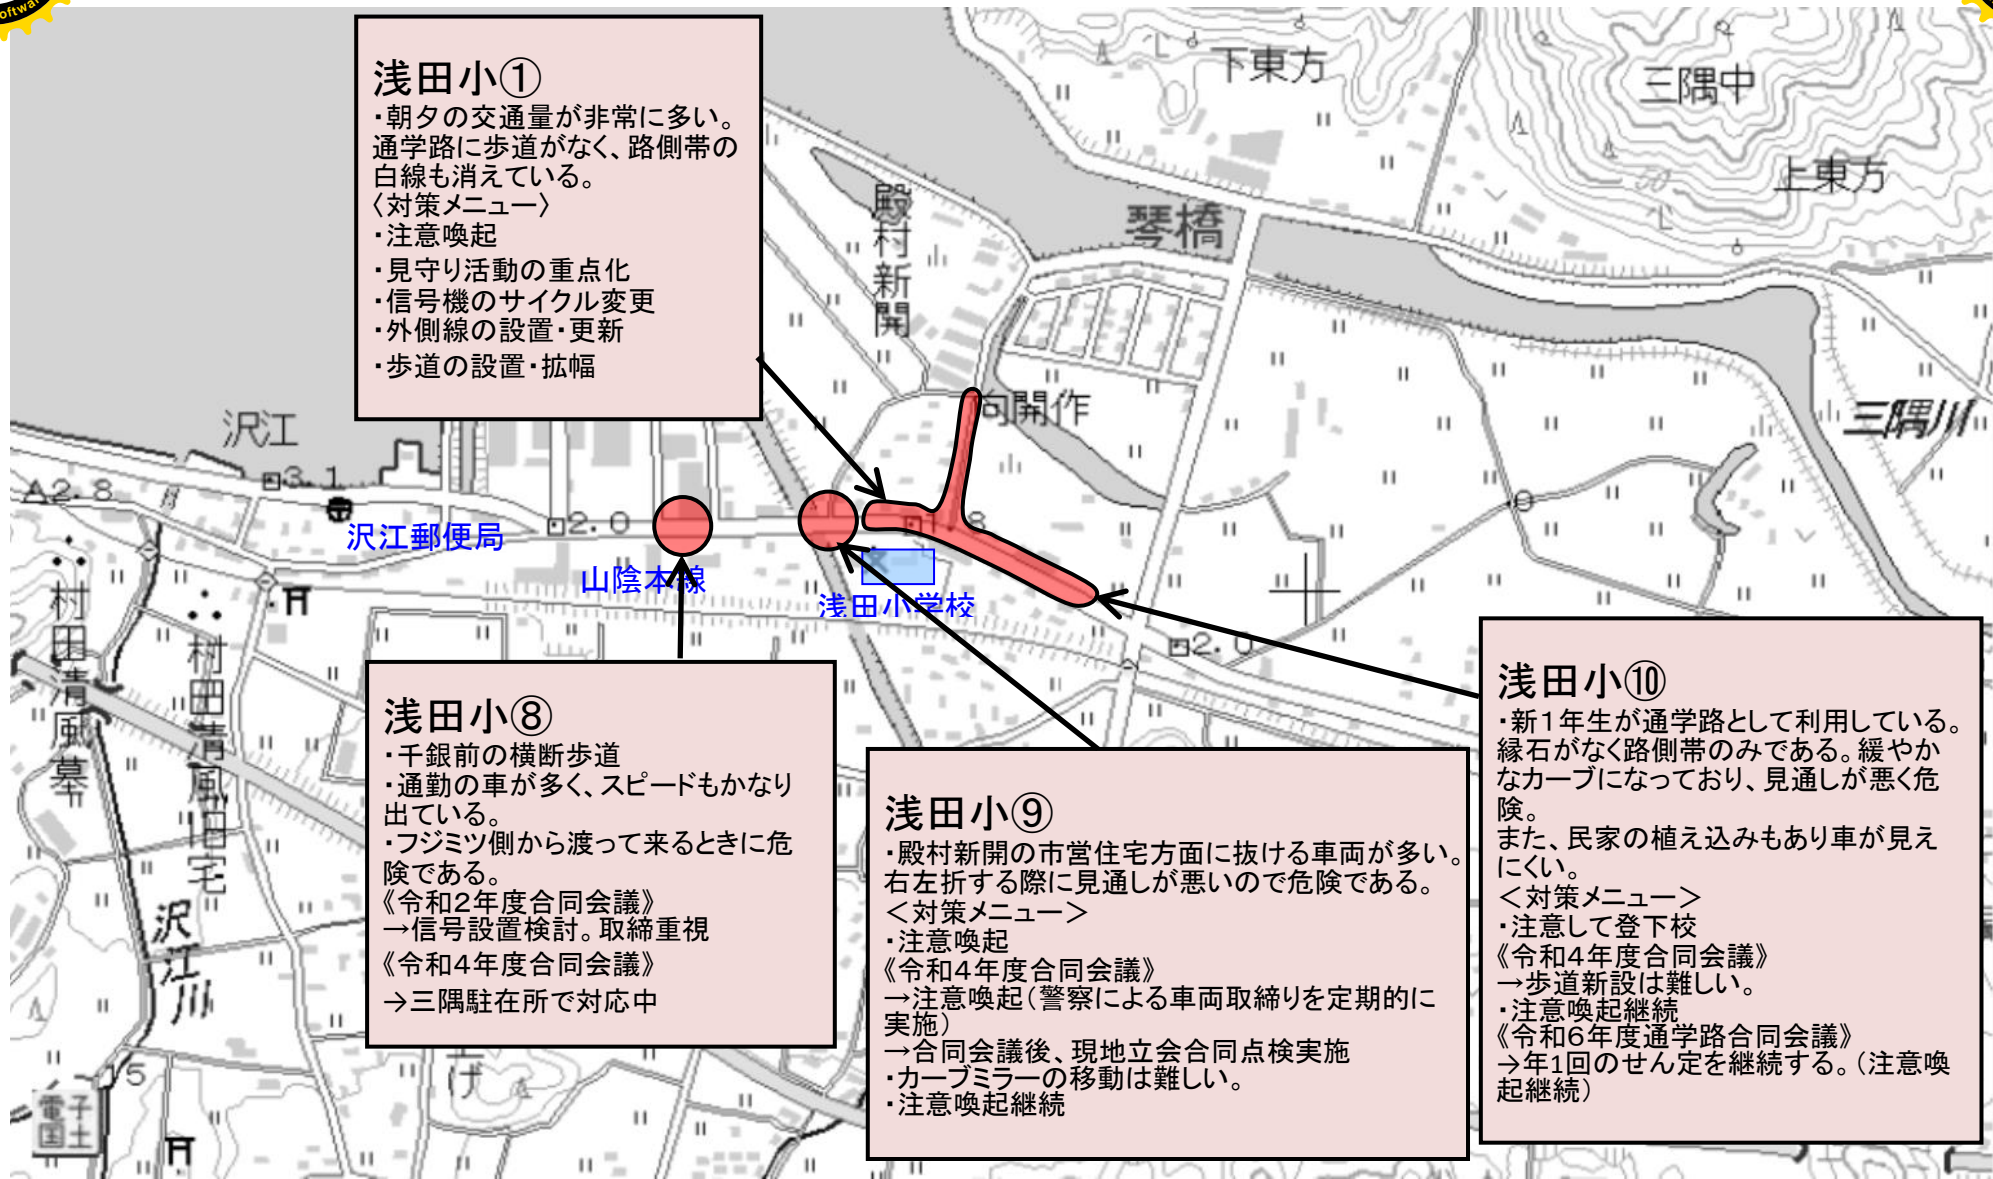 oftwar
浅田小①
・朝夕の交通量が非常に多い。
通学路に歩道がなく、路側帯の
白線も消えている。
〈対策メニュー〉
・注意喚起
・見守り活動の重点化
・信号機のサイクル変更
・外側線の設置・更新
・歩道の設置・拡幅
下東方
三隅中
上東方
50
琴橋
殿村新開
向開作
三隅川
沢江
3.1
2.8
沢江郵便局
2.0
1.8
山陰本線
浅田小学校
2.0
村田清風墓
村田清風旧宅
沢江川
15
電子国土
上げ
浅田小⑧
・千銀前の横断歩道
・通勤の車が多く、スピードもかなり
出ている。
・フジミツ側から渡って来るときに危
険である。
《令和2年度合同会議》
→信号設置検討。取締重視
《令和4年度合同会議》
→三隅駐在所で対応中
浅田小⑨
・殿村新開の市営住宅方面に抜ける車両が多い。
右左折する際に見通しが悪いので危険である。
＜対策メニュー＞
・注意喚起
《令和4年度合同会議》
→注意喚起（警察による車両取締りを定期的に
実施）
→合同会議後、現地立会合同点検実施
・カーブミラーの移動は難しい。
・注意喚起継続
浅田小⑩
・新１年生が通学路として利用している。
縁石がなく路側帯のみである。緩やか
なカーブになっており、見通しが悪く危
険。
また、民家の植え込みもあり車が見え
にくい。
＜対策メニュー＞
・注意して登下校
《令和4年度合同会議》
→歩道新設は難しい。
・注意喚起継続
《令和6年度通学路合同会議》
→年1回のせん定を継続する。（注意喚
起継続）